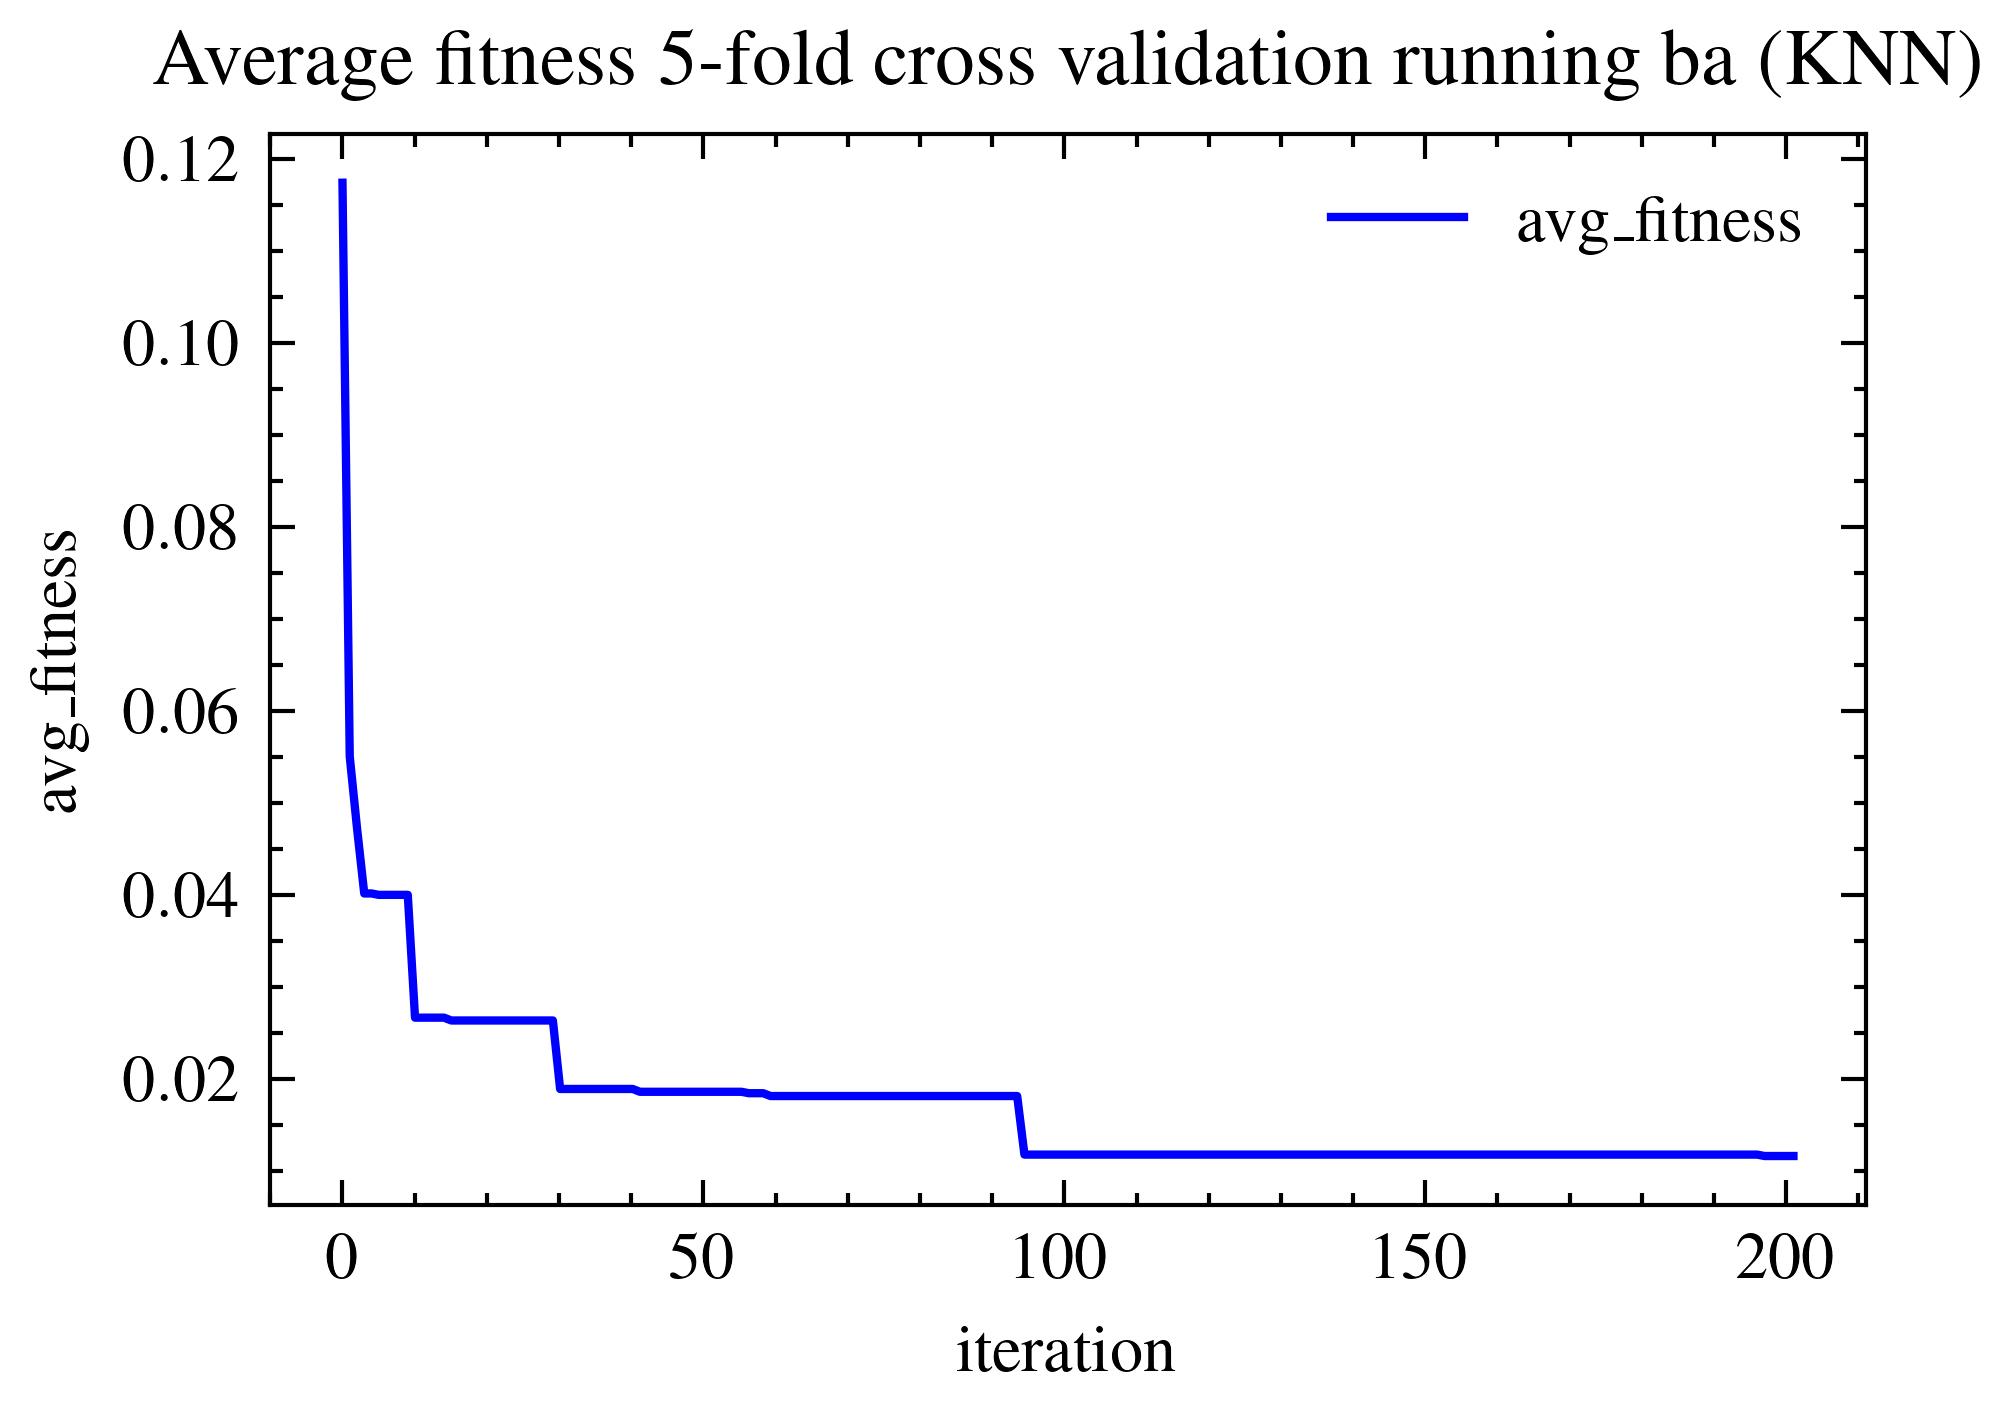 Average fitness 5-fold cross validation running ba (KNN)
avg_fitness
0.12
0.10
0.08
0.06
0.04
0.02
avg_fitness
0 50 100 150 200
iteration